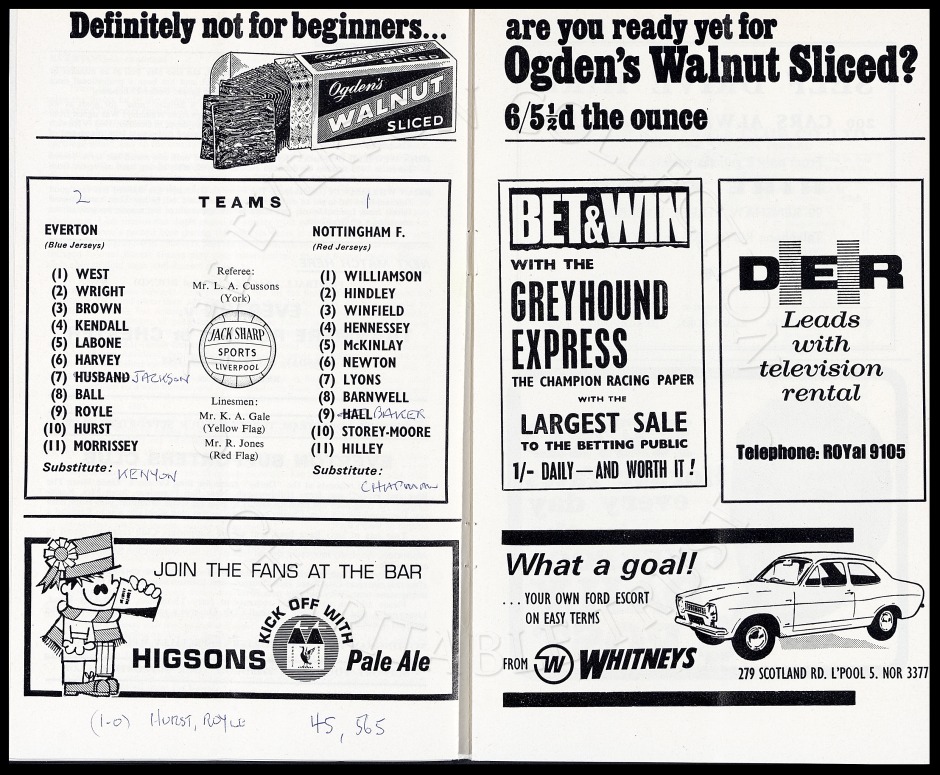 Definitely not for beginners...
Ogden's
WALNUT
SLICED
Ogden's
WALNUT
SLICED
2 TEAMS 1
EVERTON
(Blue Jerseys)
(1) WEST
(2) WRIGHT
(3) BROWN
(4) KENDALL
(5) LABONE
(6) HARVEY
(7) HUSBAND JACKSON
(8) BALL
(9) ROYLE
(10) HURST
(11) MORRISSEY
Substitute:
KENYON
Referee:
Mr. L. A. Cussons
(York)
JACK SHARP
SPORTS
LIVERPOOL
Linesmen:
Mr. K. A. Gale
(Yellow Flag)
Mr. R. Jones
(Red Flag)
NOTTINGHAM F.
(Red Jerseys)
(1) WILLIAMSON
(2) HINDLEY
(3) WINFIELD
(4) HENNESSEY
(5) McKINLAY
(6) NEWTON
(7) LYONS
(8) BARNWELL
(9) HALL BAKER
(10) STOREY-MOORE
(11) HILLEY
Substitute:
CHAPMAN
JOIN THE FANS AT THE BAR
KICK OFF WITH
HIGSONS Pale Ale
(1-0) HURST, ROYLE 45, 565
are you ready yet for
Ogden's Walnut Sliced?
6/5½d the ounce
BET & WIN
WITH THE
GREYHOUND
EXPRESS
THE CHAMPION RACING PAPER
WITH THE
LARGEST SALE
TO THE BETTING PUBLIC
1/- DAILY—AND WORTH IT!
DER
Leads
with
television
rental
Telephone: ROYal 9105
What a goal!
...YOUR OWN FORD ESCORT
ON EASY TERMS
FROM W WHITNEYS
279 SCOTLAND RD. L'POOL 5. NOR 3377
THE EVERTON COLLECTION
CHARITABLE TRUST